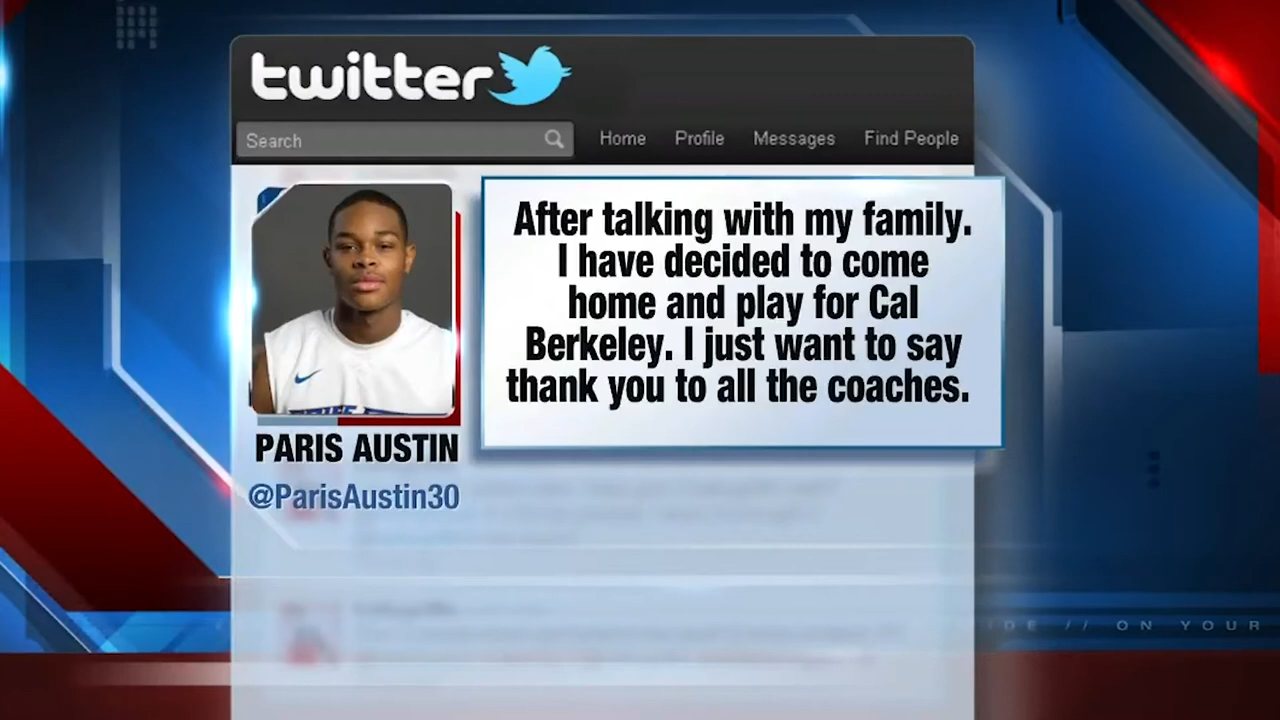 twitter
Search
Home Profile Messages Find People
After talking with my family.
I have decided to come
home and play for Cal
Berkeley. I just want to say
thank you to all the coaches.
PARIS AUSTIN
@ParisAustin30
// ON YOUR